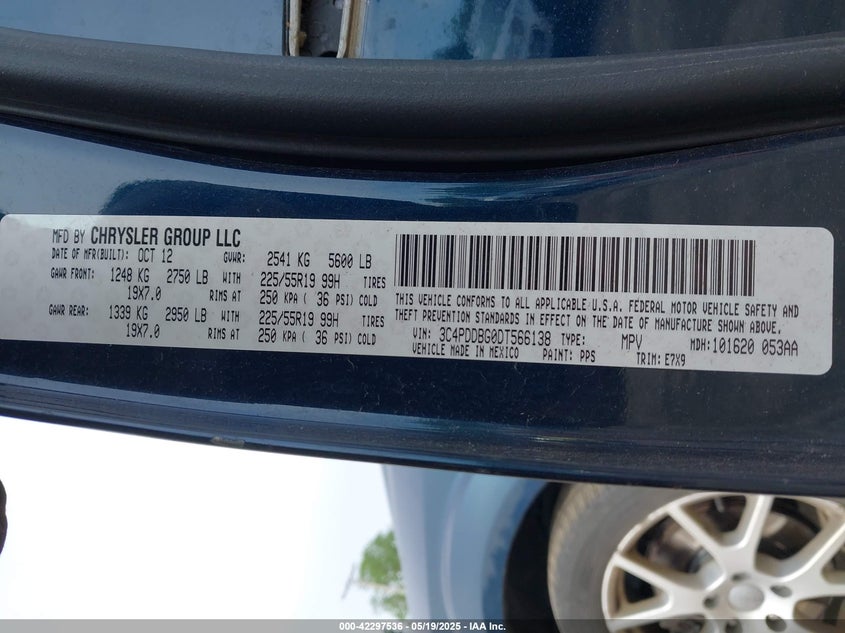 MFD BY CHRYSLER GROUP LLC
DATE OF MFR(BUILT): OCT 12 GVWR: 2541 KG 5600 LB
GAWR FRONT: 1248 KG 2750 LB WITH 225/55R19 99H TIRES
19X7.0 RIMS AT 250 KPA ( 36 PSI) COLD
GAWR REAR: 1339 KG 2950 LB WITH 225/55R19 99H TIRES
19X7.0 RIMS AT 250 KPA ( 36 PSI) COLD
THIS VEHICLE CONFORMS TO ALL APPLICABLE U.S.A. FEDERAL MOTOR VEHICLE SAFETY AND
THEFT PREVENTION STANDARDS IN EFFECT ON THE DATE OF MANUFACTURE SHOWN ABOVE.
VIN: 3C4PDDBG0DT566138 TYPE: MPV MDH: 101620 053AA
VEHICLE MADE IN MEXICO PAINT: PPS TRIM: E7X9
000-42297536 - 05/19/2025 - Copyright © 2025 IAA, Inc.